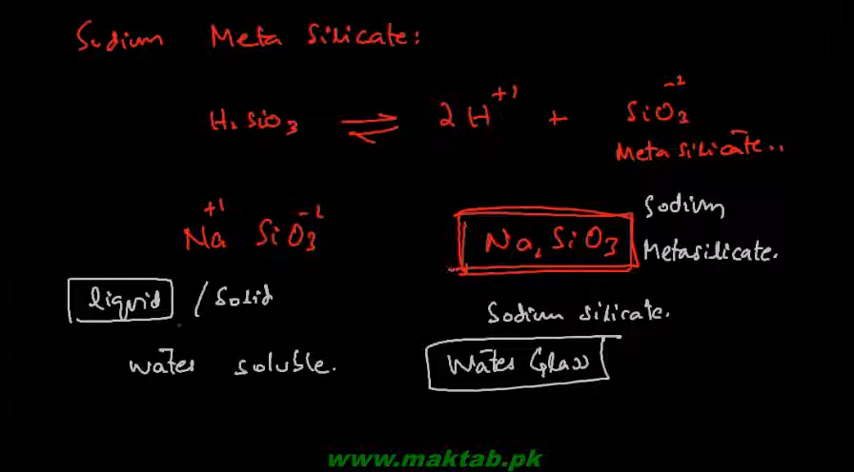 Sodium Meta Silicate:
H₂SiO₃ ⇌ 2H⁺¹ + SiO₃⁻²
Meta silicate..
Na⁺¹ SiO₃⁻²
Na₂SiO₃
Sodium
Metasilicate.
liquid / Solid
Sodium silicate.
Water soluble.
Water Glass
www.maktab.pk